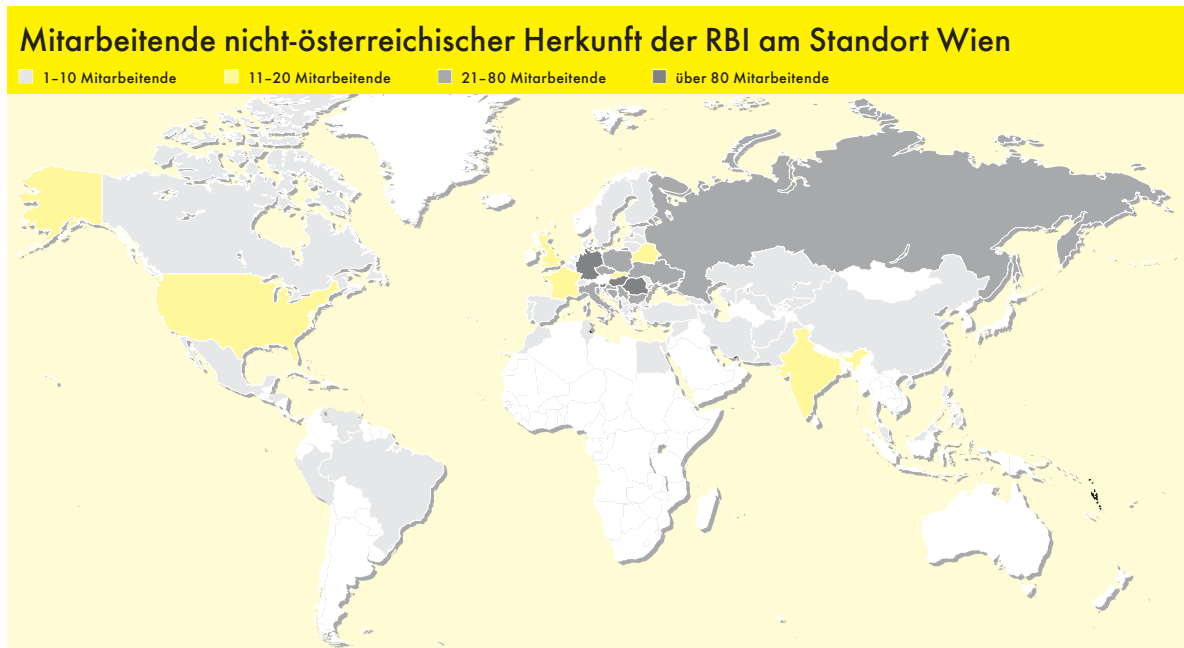 Mitarbeitende nicht-österreichischer Herkunft der RBI am Standort Wien
1–10 Mitarbeitende 11–20 Mitarbeitende 21–80 Mitarbeitende über 80 Mitarbeitende